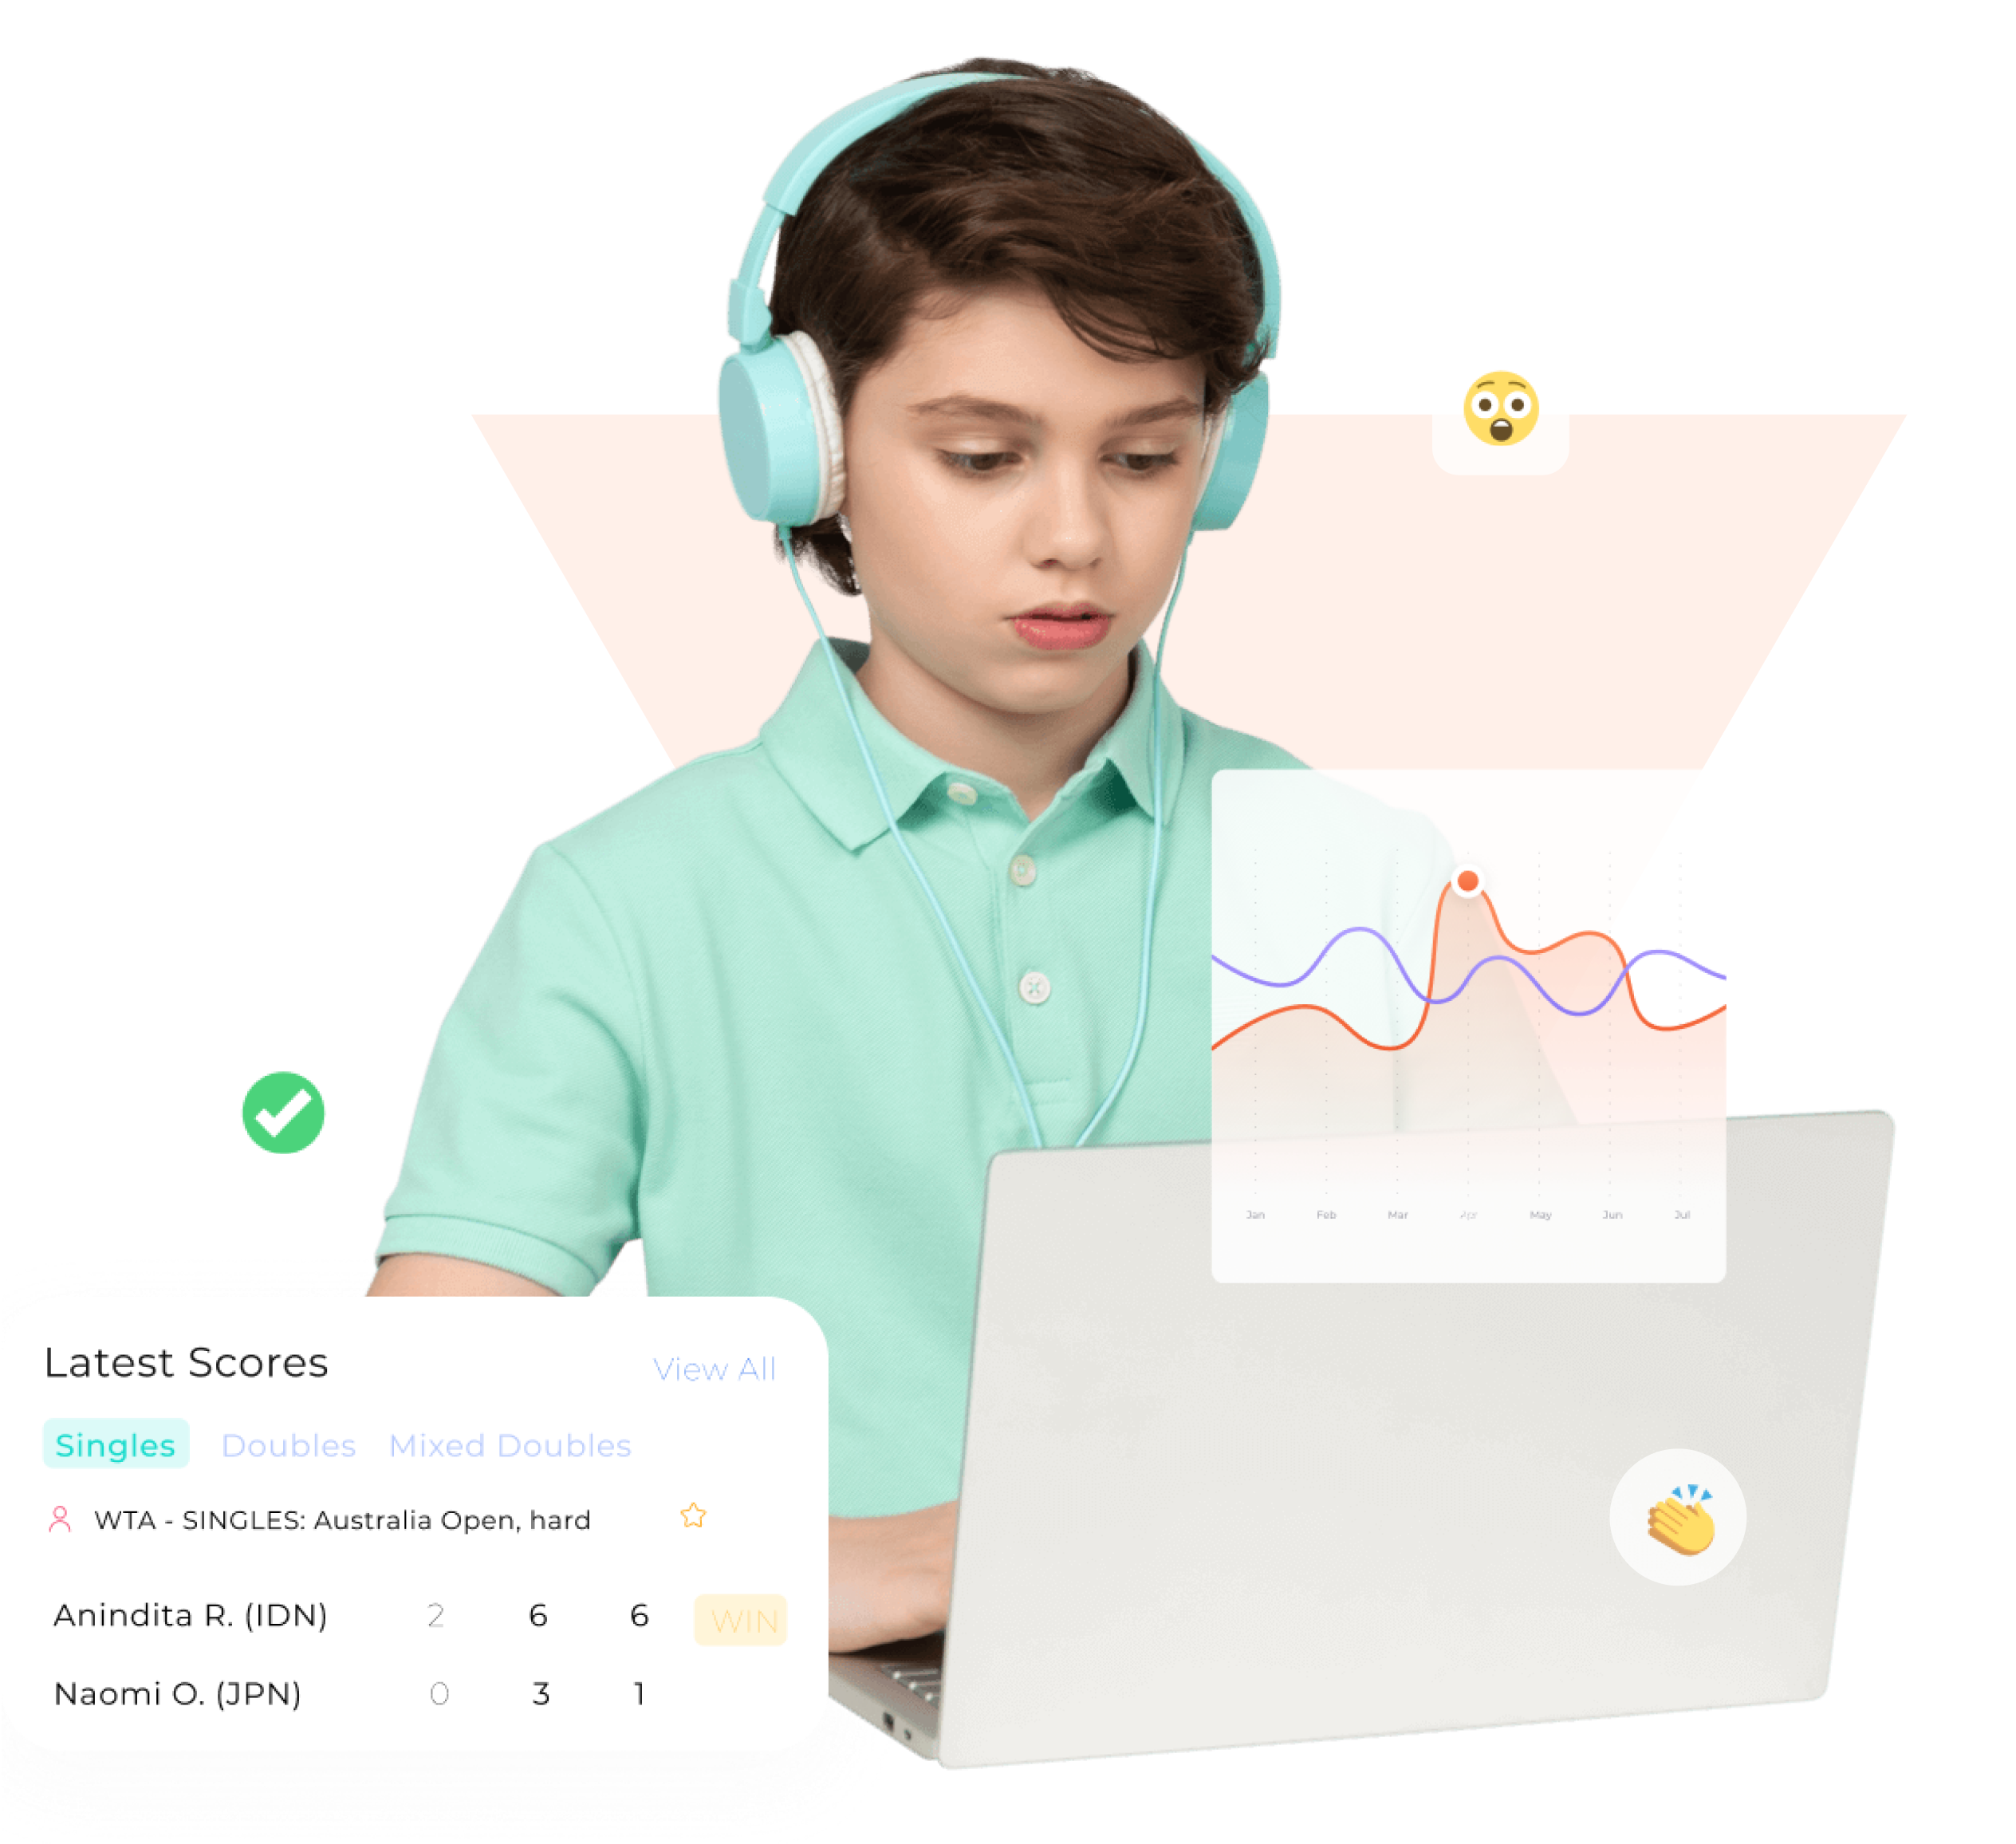 Jan Feb Mar Apr May Jun Jul
Latest Scores View All
Singles Doubles Mixed Doubles
WTA - SINGLES: Australia Open, hard
Anindita R. (IDN) 2 6 6 WIN
Naomi O. (JPN) 0 3 1